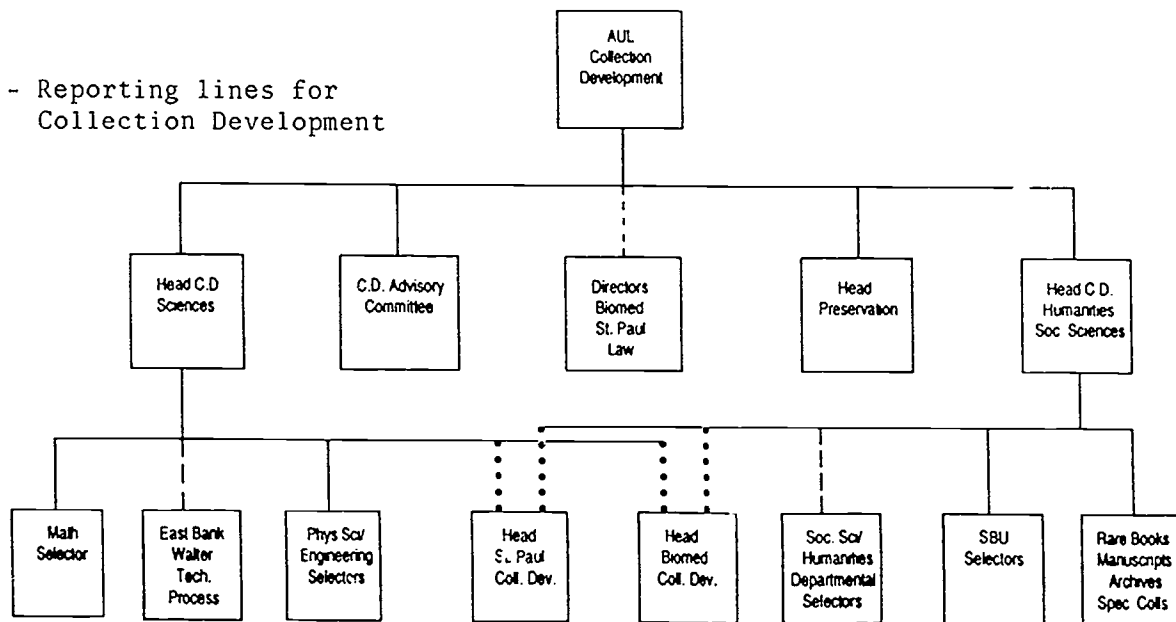 AUL
Collection
Development
- Reporting lines for
Collection Development
Head C.D
Sciences
C.D. Advisory
Committee
Directors
Biomed
St. Paul
Law
Head
Preservation
Head C D.
Humanities
Soc Sciences
Math
Selector
East Bank
Walter
Tech.
Process
Phys Sci/
Engineering
Selectors
Head
St. Paul
Coll. Dev.
Head
Biomed
Coll. Dev.
Soc. Sci/
Humanities
Departmental
Selectors
SBU
Selectors
Rare Books
Manuscripts
Archives
Spec Colls